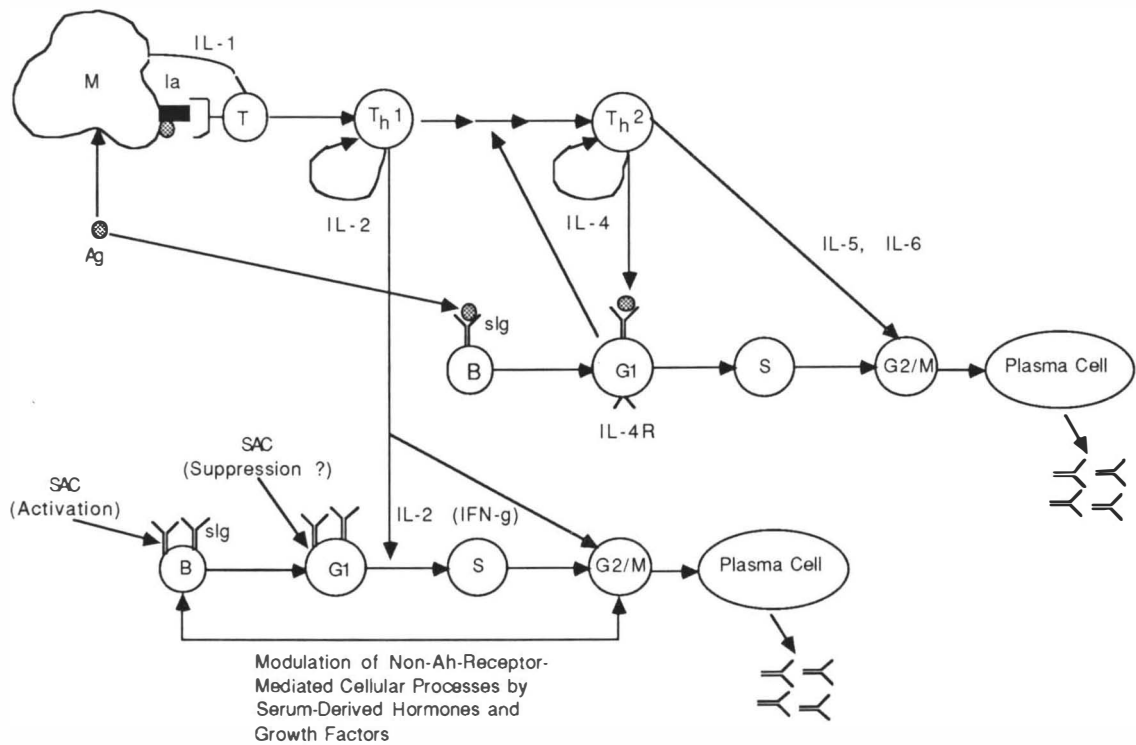 IL-1
M
Ia
T
Th1
Th2
IL-2
IL-4
IL-5, IL-6
Ag
sIg
B
G1
S
G2/M
Plasma Cell
IL-4R
SAC
(Suppression ?)
SAC
(Activation)
sIg
IL-2 (IFN-g)
B
G1
S
G2/M
Plasma Cell
Modulation of Non-Ah-Receptor-
Mediated Cellular Processes by
Serum-Derived Hormones and
Growth Factors